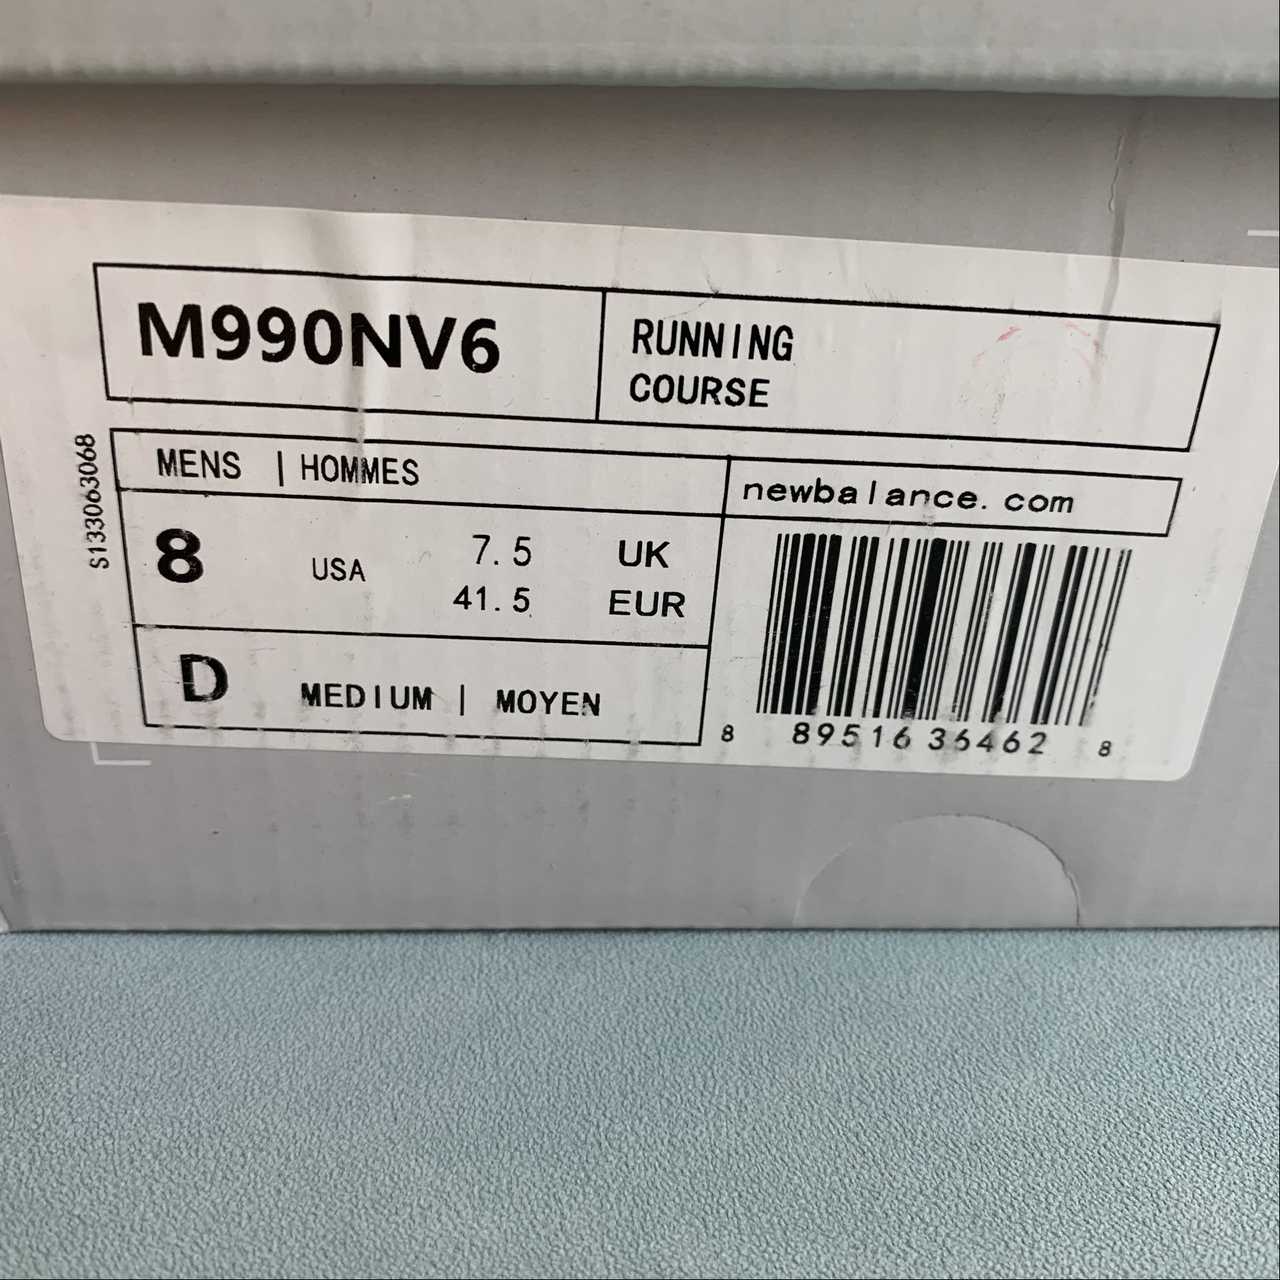 M990NV6
RUNNING
COURSE
S133063068
MENS | HOMMES
newbalance.com
8 USA 7.5 UK
41.5 EUR
D MEDIUM | MOYEN
8 89516 36462 8